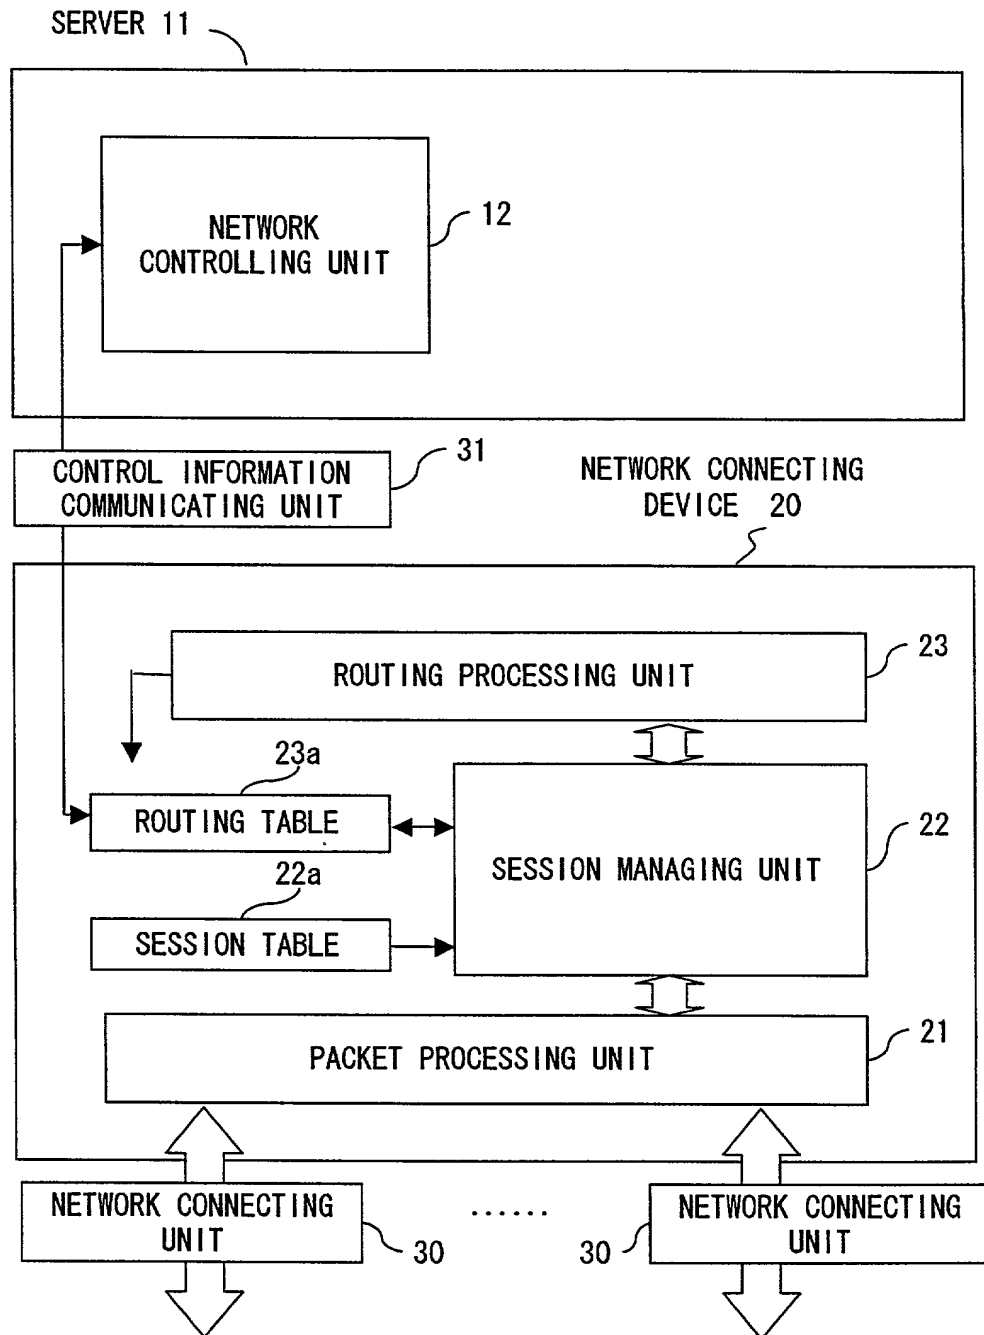 SERVER 11
NETWORK
CONTROLLING UNIT
12
CONTROL INFORMATION
COMMUNICATING UNIT
31
NETWORK CONNECTING
DEVICE 20
ROUTING PROCESSING UNIT
23
23a
ROUTING TABLE
22a
SESSION TABLE
SESSION MANAGING UNIT
22
PACKET PROCESSING UNIT
21
NETWORK CONNECTING
UNIT
30
......
30
NETWORK CONNECTING
UNIT